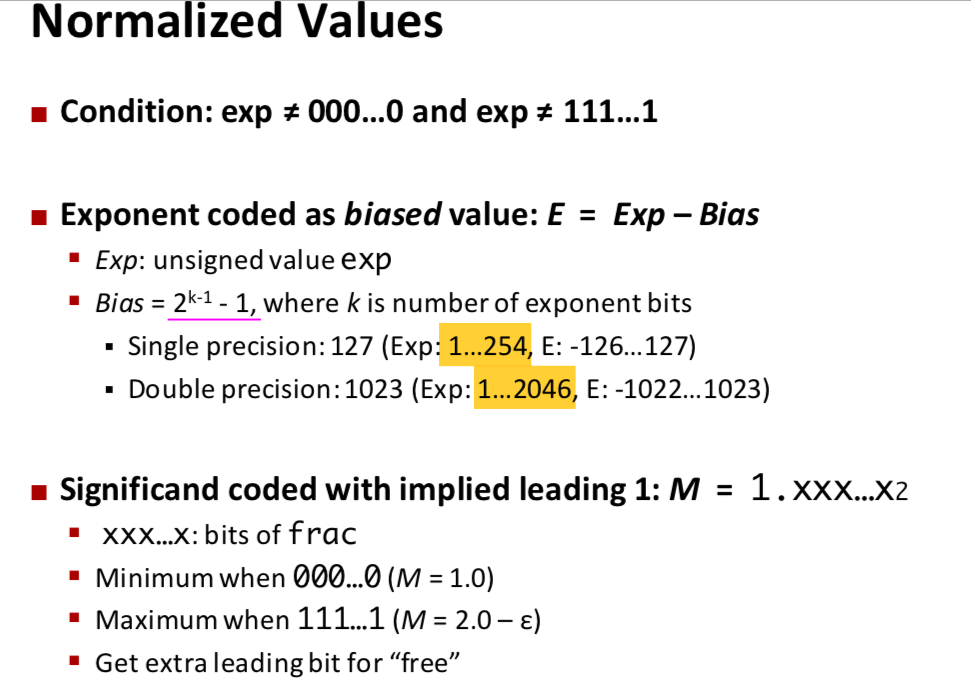 Normalized Values
Condition: exp ≠ 000…0 and exp ≠ 111…1
Exponent coded as biased value: E = Exp – Bias
Exp: unsigned value exp
Bias = 2^k-1 - 1, where k is number of exponent bits
Single precision: 127 (Exp: 1…254, E: -126…127)
Double precision: 1023 (Exp: 1…2046, E: -1022…1023)
Significand coded with implied leading 1: M = 1.xxx…x2
xxx…x: bits of frac
Minimum when 000…0 (M = 1.0)
Maximum when 111…1 (M = 2.0 – ε)
Get extra leading bit for “free”